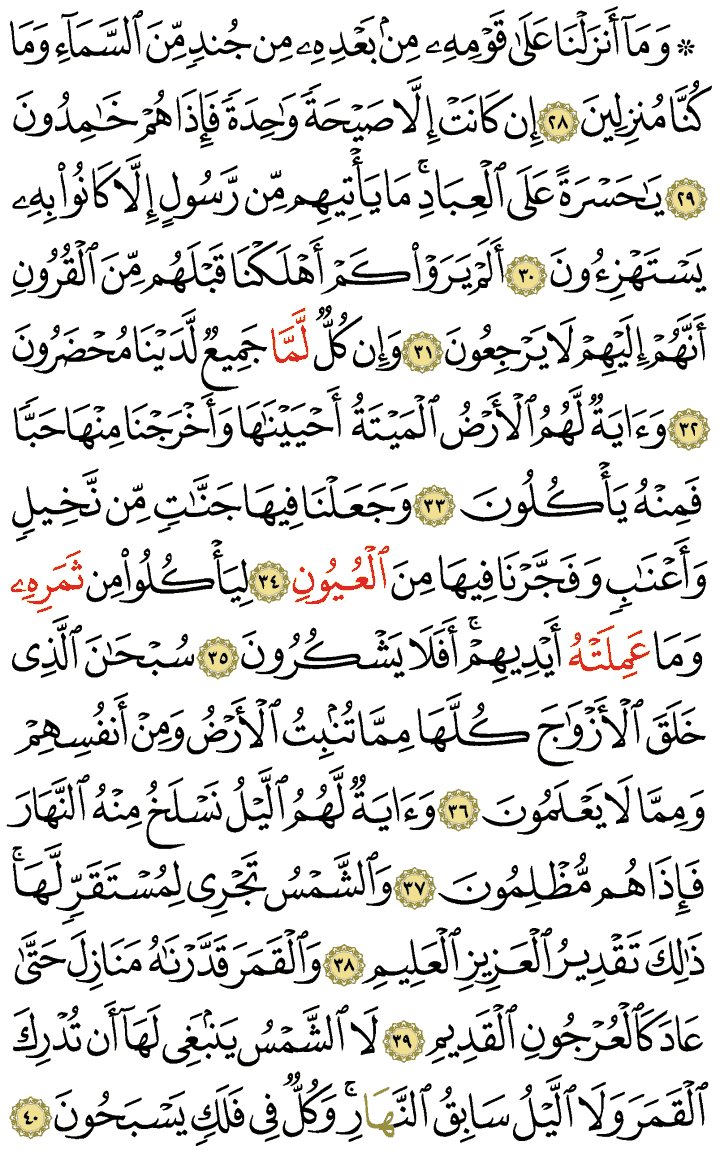 ۞ وَمَآ أَنزَلۡنَا عَلَىٰ قَوۡمِهِۦ مِنۢ بَعۡدِهِۦ مِن جُندٖ مِّنَ ٱلسَّمَآءِ وَمَا
كُنَّا مُنزِلِينَ ٢٨ إِن كَانَتۡ إِلَّا صَيۡحَةٗ وَٰحِدَةٗ فَإِذَا هُمۡ خَٰمِدُونَ
٢٩ يَٰحَسۡرَةً عَلَى ٱلۡعِبَادِۚ مَا يَأۡتِيهِم مِّن رَّسُولٍ إِلَّا كَانُواْ بِهِۦ
يَسۡتَهۡزِءُونَ ٣٠ أَلَمۡ يَرَوۡاْ كَمۡ أَهۡلَكۡنَا قَبۡلَهُم مِّنَ ٱلۡقُرُونِ
أَنَّهُمۡ إِلَيۡهِمۡ لَا يَرۡجِعُونَ ٣١ وَإِن كُلّٞ لَّمَّا جَمِيعٞ لَّدَيۡنَا مُحۡضَرُونَ
٣٢ وَءَايَةٞ لَّهُمُ ٱلۡأَرۡضُ ٱلۡمَيۡتَةُ أَحۡيَيۡنَٰهَا وَأَخۡرَجۡنَا مِنۡهَا حَبّٗا
فَمِنۡهُ يَأۡكُلُونَ ٣٣ وَجَعَلۡنَا فِيهَا جَنَّٰتٖ مِّن نَّخِيلٖ
وَأَعۡنَٰبٖ وَفَجَّرۡنَا فِيهَا مِنَ ٱلۡعُيُونِ ٣٤ لِيَأۡكُلُواْ مِن ثَمَرِهِۦ
وَمَا عَمِلَتۡهُ أَيۡدِيهِمۡۚ أَفَلَا يَشۡكُرُونَ ٣٥ سُبۡحَٰنَ ٱلَّذِي
خَلَقَ ٱلۡأَزۡوَٰجَ كُلَّهَا مِمَّا تُنۢبِتُ ٱلۡأَرۡضُ وَمِنۡ أَنفُسِهِمۡ
وَمِمَّا لَا يَعۡلَمُونَ ٣٦ وَءَايَةٞ لَّهُمُ ٱلَّيۡلُ نَسۡلَخُ مِنۡهُ ٱلنَّهَارَ
فَإِذَا هُم مُّظۡلِمُونَ ٣٧ وَٱلشَّمۡسُ تَجۡرِي لِمُسۡتَقَرّٖ لَّهَاۚ
ذَٰلِكَ تَقۡدِيرُ ٱلۡعَزِيزِ ٱلۡعَلِيمِ ٣٨ وَٱلۡقَمَرَ قَدَّرۡنَٰهُ مَنَازِلَ حَتَّىٰ
عَادَ كَٱلۡعُرۡجُونِ ٱلۡقَدِيمِ ٣٩ لَا ٱلشَّمۡسُ يَنۢبَغِي لَهَآ أَن تُدۡرِكَ
ٱلۡقَمَرَ وَلَا ٱلَّيۡلُ سَابِقُ ٱلنَّهَارِۚ وَكُلّٞ فِي فَلَكٖ يَسۡبَحُونَ ٤٠